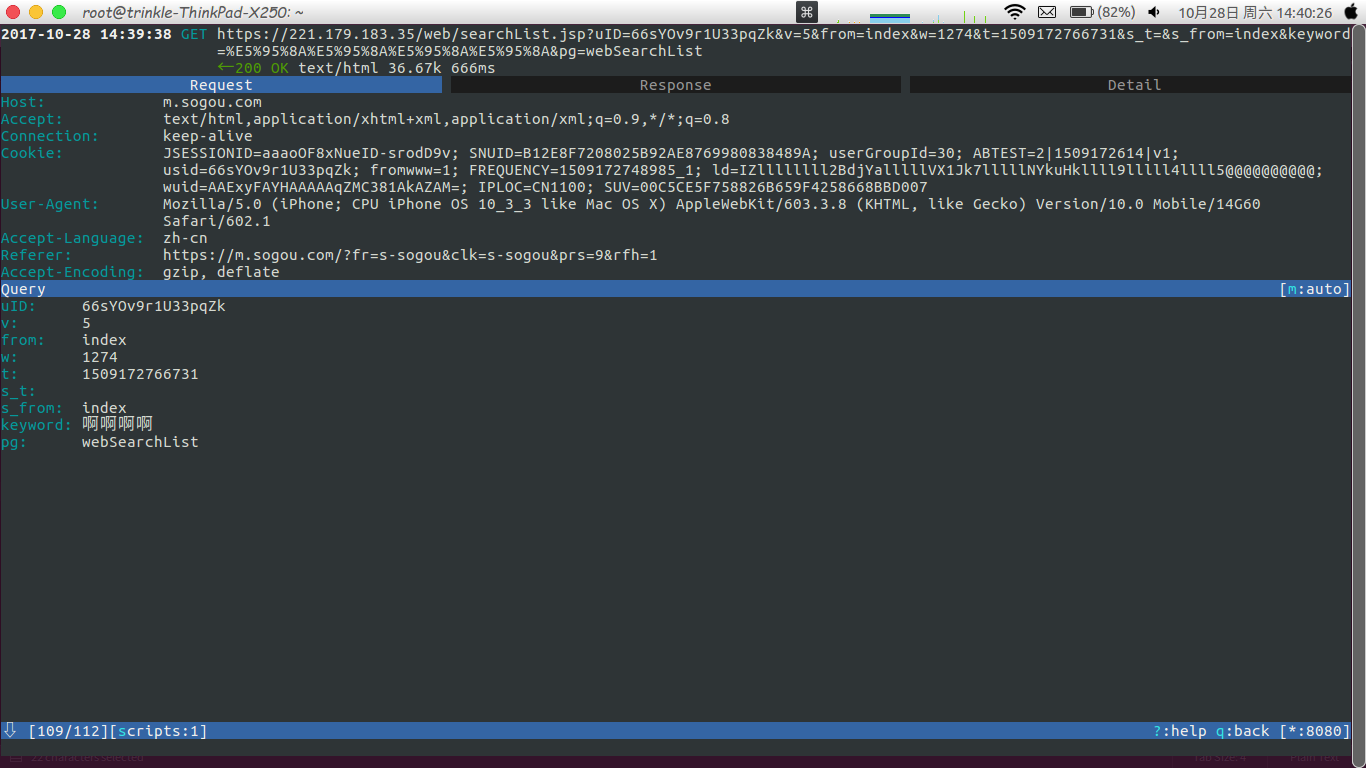 root@trinkle-ThinkPad-X250: ~ ⌘ (82%) 10月28日 周六 14:40:26
2017-10-28 14:39:38 GET https://221.179.183.35/web/searchList.jsp?uID=66sYOv9r1U33pqZk&v=5&from=index&w=1274&t=1509172766731&s_t=&s_from=index&keyword
=%E5%95%8A%E5%95%8A%E5%95%8A%E5%95%8A&pg=webSearchList
←200 OK text/html 36.67k 666ms
Request Response Detail
Host: m.sogou.com
Accept: text/html,application/xhtml+xml,application/xml;q=0.9,*/*;q=0.8
Connection: keep-alive
Cookie: JSESSIONID=aaaoOF8xNueID-srodD9v; SNUID=B12E8F7208025B92AE8769980838489A; userGroupId=30; ABTEST=2|1509172614|v1;
usid=66sYOv9r1U33pqZk; fromwww=1; FREQUENCY=1509172748985_1; ld=IZllllllll2BdjYalllllVX1Jk7lllllNYkuHkllll9lllll4llll5@@@@@@@@@@;
wuid=AAExyFAYHAAAAAqZMC381AkAZAM=; IPLOC=CN1100; SUV=00C5CE5F758826B659F4258668BBD007
User-Agent: Mozilla/5.0 (iPhone; CPU iPhone OS 10_3_3 like Mac OS X) AppleWebKit/603.3.8 (KHTML, like Gecko) Version/10.0 Mobile/14G60
Safari/602.1
Accept-Language: zh-cn
Referer: https://m.sogou.com/?fr=s-sogou&clk=s-sogou&prs=9&rfh=1
Accept-Encoding: gzip, deflate
Query [m:auto]
uID: 66sYOv9r1U33pqZk
v: 5
from: index
w: 1274
t: 1509172766731
s_t:
s_from: index
keyword: 啊啊啊啊
pg: webSearchList
⇩ [109/112][scripts:1] ?:help q:back [*:8080]
22 characters selected Tab Size: 4 Plain Text